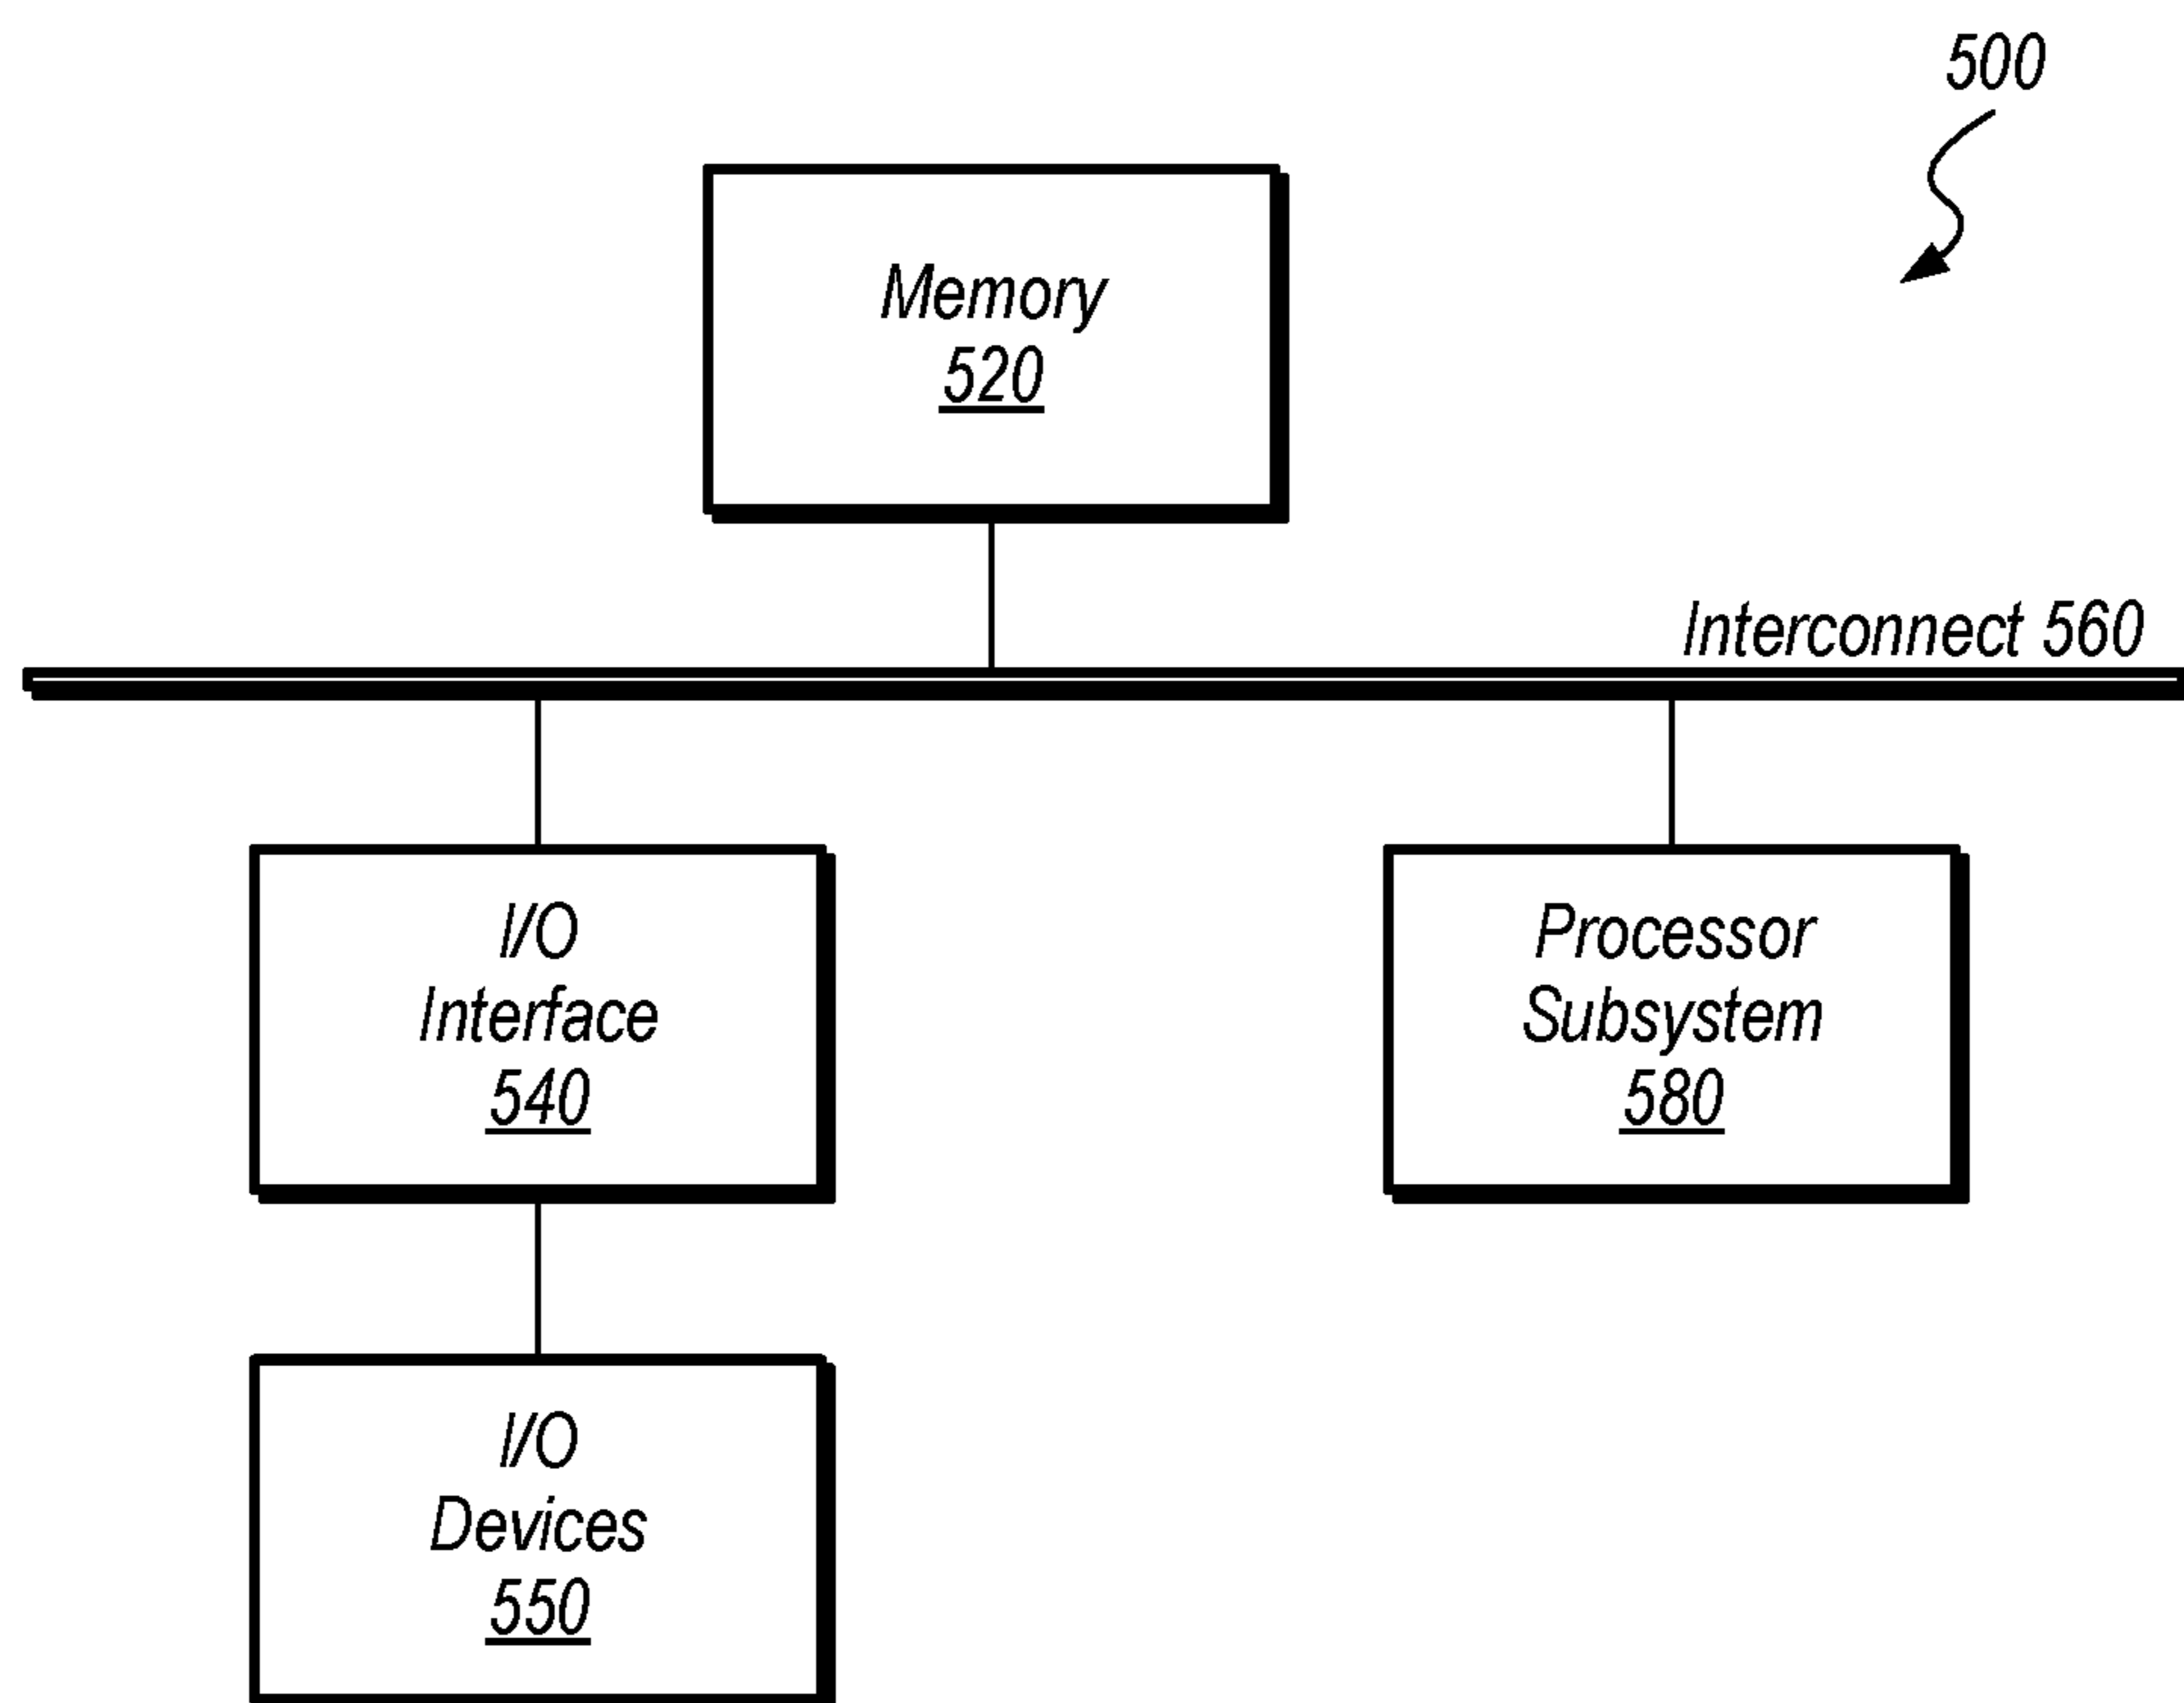 500
Memory
520
Interconnect 560
I/O
Interface
540
Processor
Subsystem
580
I/O
Devices
550